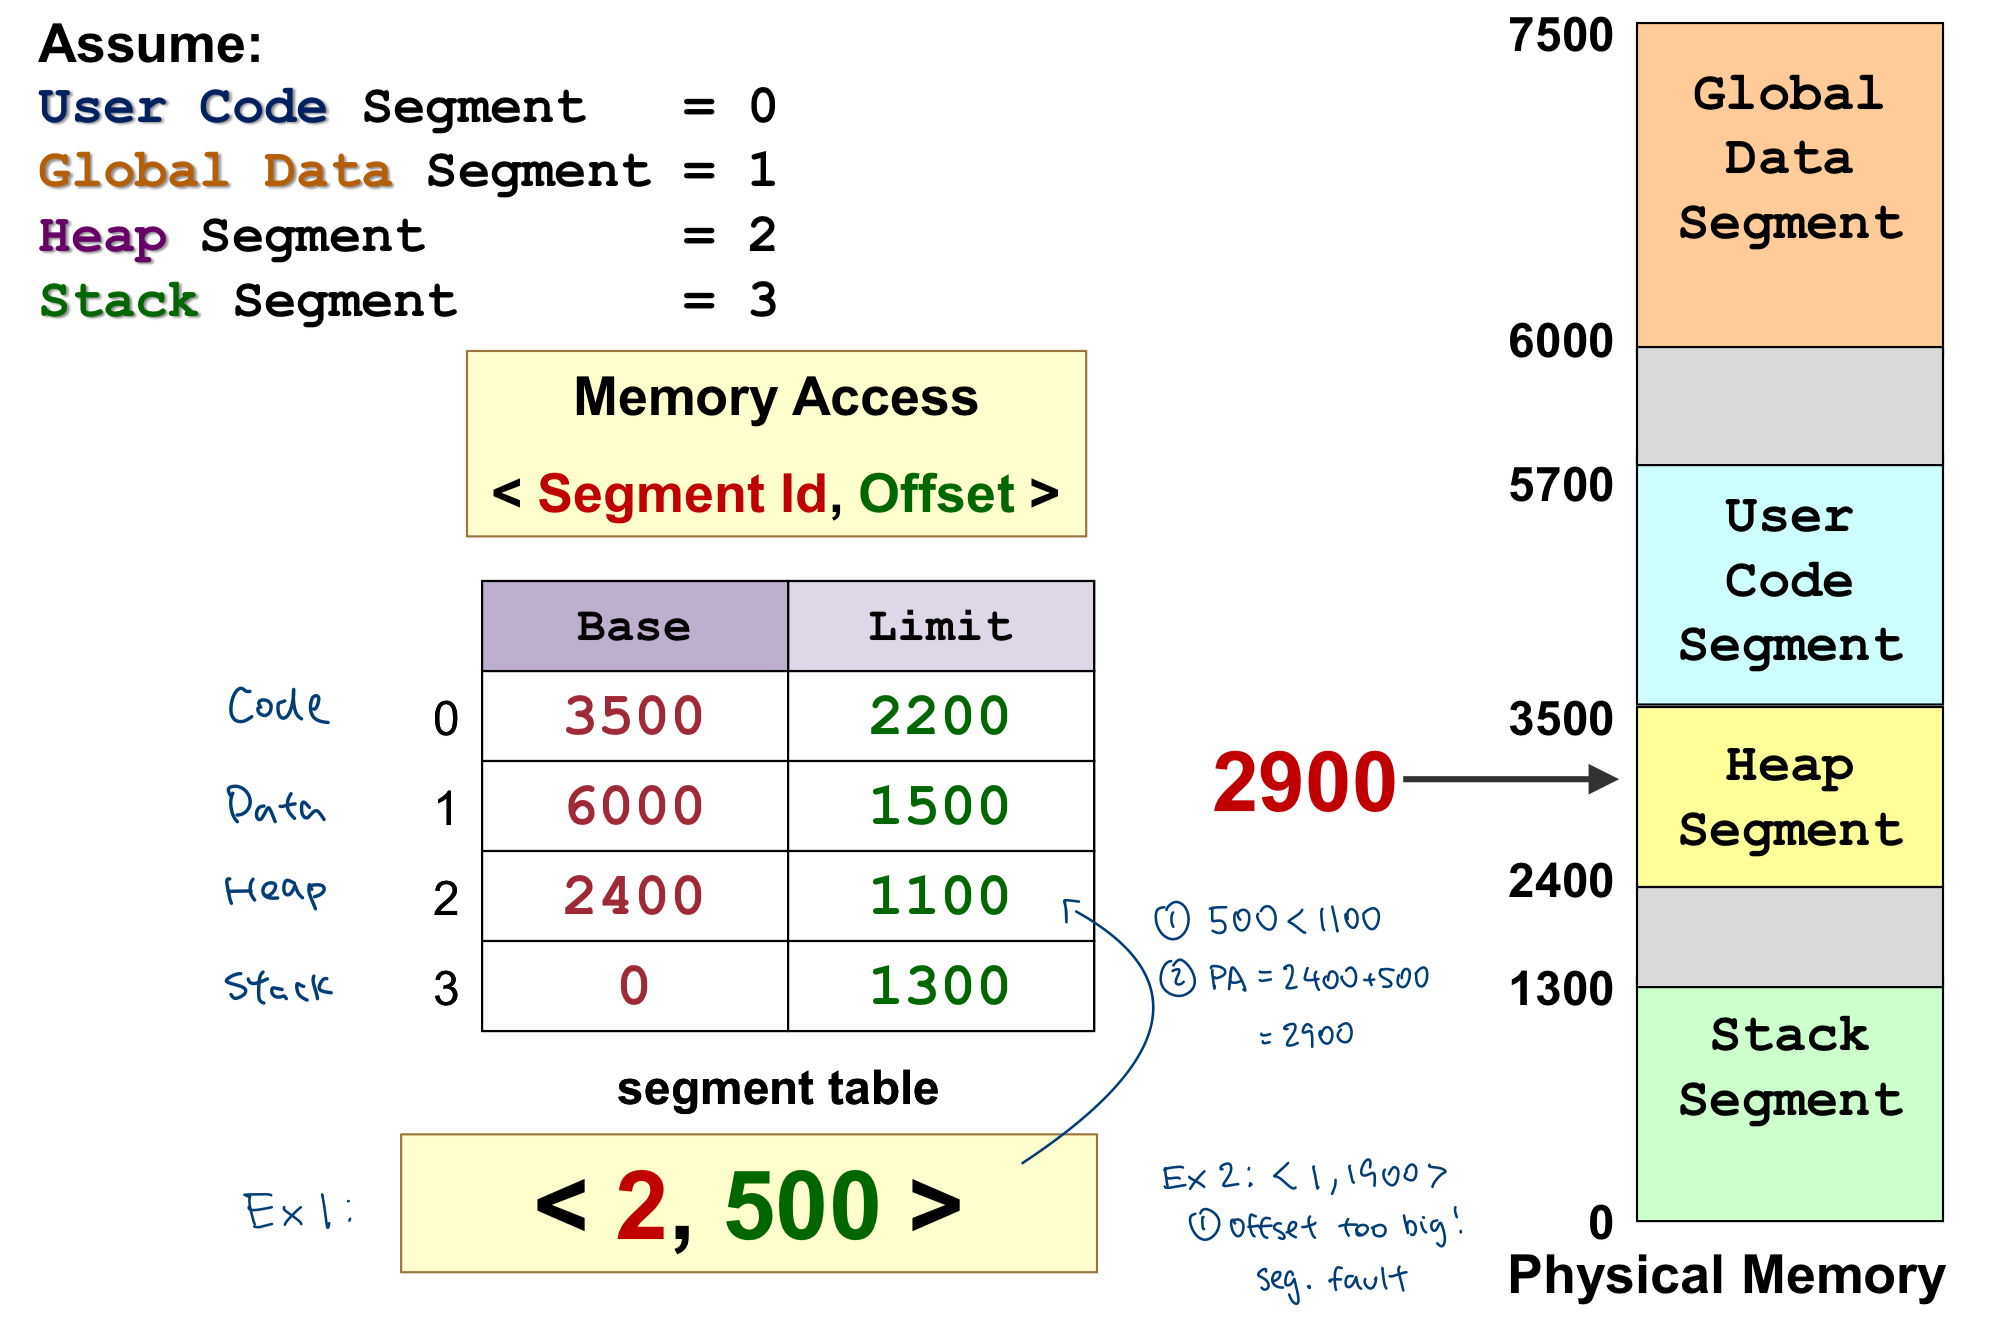 Assume:
User Code Segment = 0
Global Data Segment = 1
Heap Segment = 2
Stack Segment = 3
Memory Access
< Segment Id, Offset >
Base Limit
Code 0 3500 2200
Data 1 6000 1500
Heap 2 2400 1100
Stack 3 0 1300
segment table
Ex 1: < 2, 500 >
2900
① 500 < 1100
② PA = 2400+500
= 2900
Ex 2: < 1, 1900>
① offset too big!
seg. fault
7500
Global
Data
Segment
6000
5700
User
Code
Segment
3500
Heap
Segment
2400
1300
Stack
Segment
0
Physical Memory